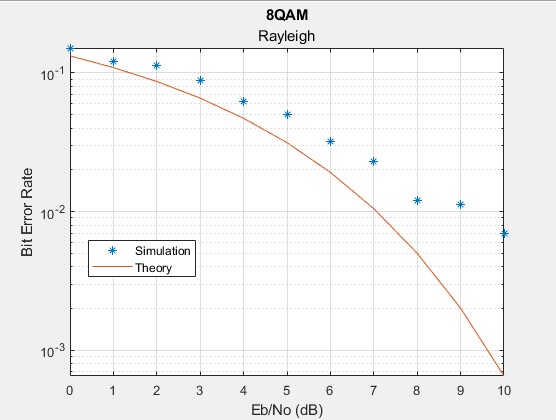 8QAM
Rayleigh
Bit Error Rate
10-1
10-2
10-3
Simulation
Theory
0 1 2 3 4 5 6 7 8 9 10
Eb/No (dB)